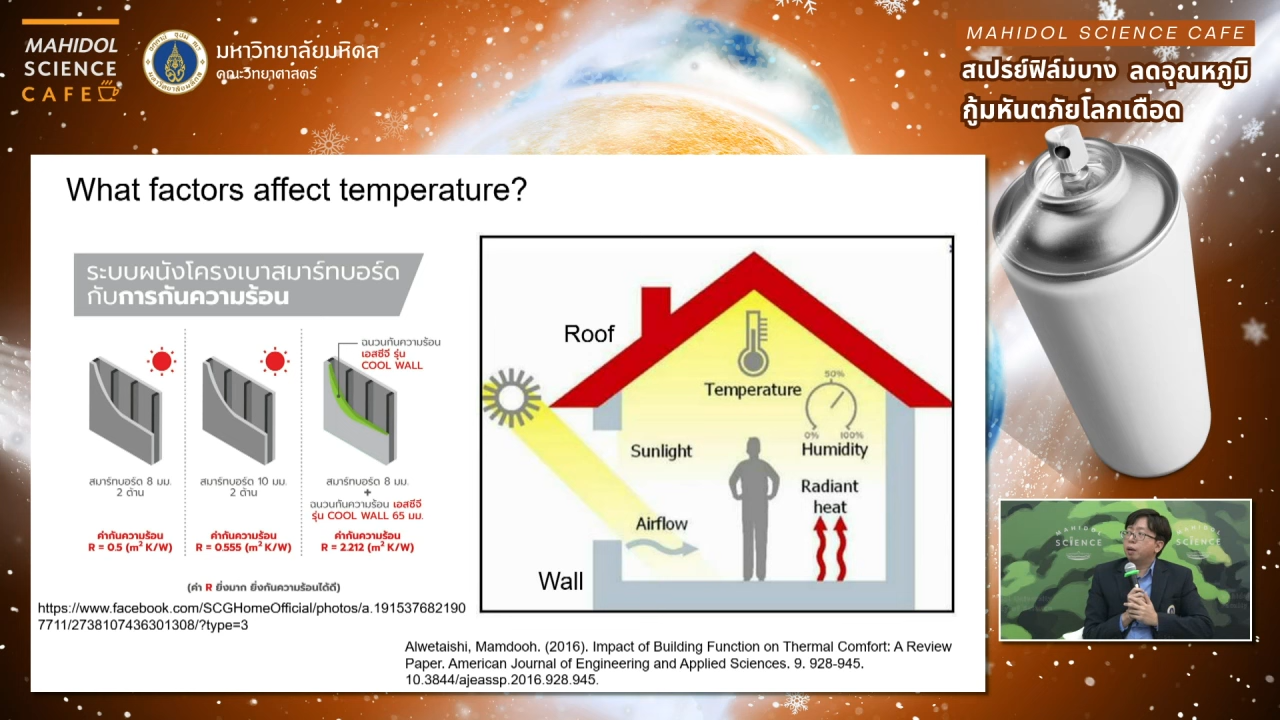 MAHIDOL
SCIENCE
CAFE
มหาวิทยาลัยมหิดล
คณะวิทยาศาสตร์
MAHIDOL SCIENCE CAFE
สเปรย์ฟิล์มบาง ลดอุณหภูมิ
กู้มหันตภัยโลกเดือด
What factors affect temperature?
ระบบผนังโครงเบาสมาร์ทบอร์ด
กับการกันความร้อน
ฉนวนกันความร้อน
เอสซีจี รุ่น
COOL WALL
สมาร์ทบอร์ด 8 มม.
2 ด้าน
ค่ากันความร้อน
R = 0.5 (m² K/W)
สมาร์ทบอร์ด 10 มม.
2 ด้าน
ค่ากันความร้อน
R = 0.555 (m² K/W)
สมาร์ทบอร์ด 8 มม.
+
ฉนวนกันความร้อน เอสซีจี
รุ่น COOL WALL 65 มม.
ค่ากันความร้อน
R = 2.212 (m² K/W)
(ค่า R ยิ่งมาก ยิ่งกันความร้อนได้ดี)
https://www.facebook.com/SCGHomeOfficial/photos/a.191537682190
7711/2738107436301308/?type=3
Roof
Temperature
50%
0% 100%
Humidity
Sunlight
Radiant
heat
Airflow
Wall
Alwetaishi, Mamdooh. (2016). Impact of Building Function on Thermal Comfort: A Review
Paper. American Journal of Engineering and Applied Sciences. 9. 928-945.
10.3844/ajeassp.2016.928.945.
MAHIDOL
SCIENCE